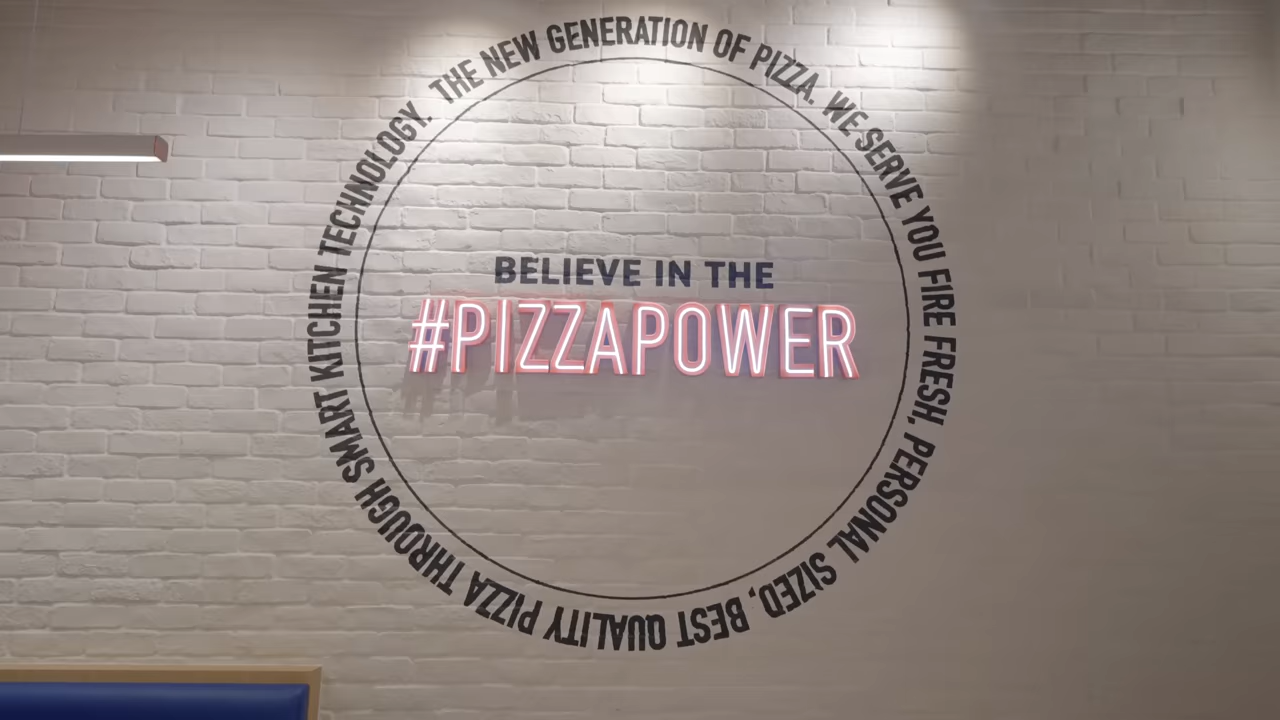 THE NEW GENERATION OF PIZZA. WE SERVE YOU FIRE FRESH, PERSONAL SIZED, BEST QUALITY PIZZA THROUGH SMART KITCHEN TECHNOLOGY.
BELIEVE IN THE
#PIZZAPOWER